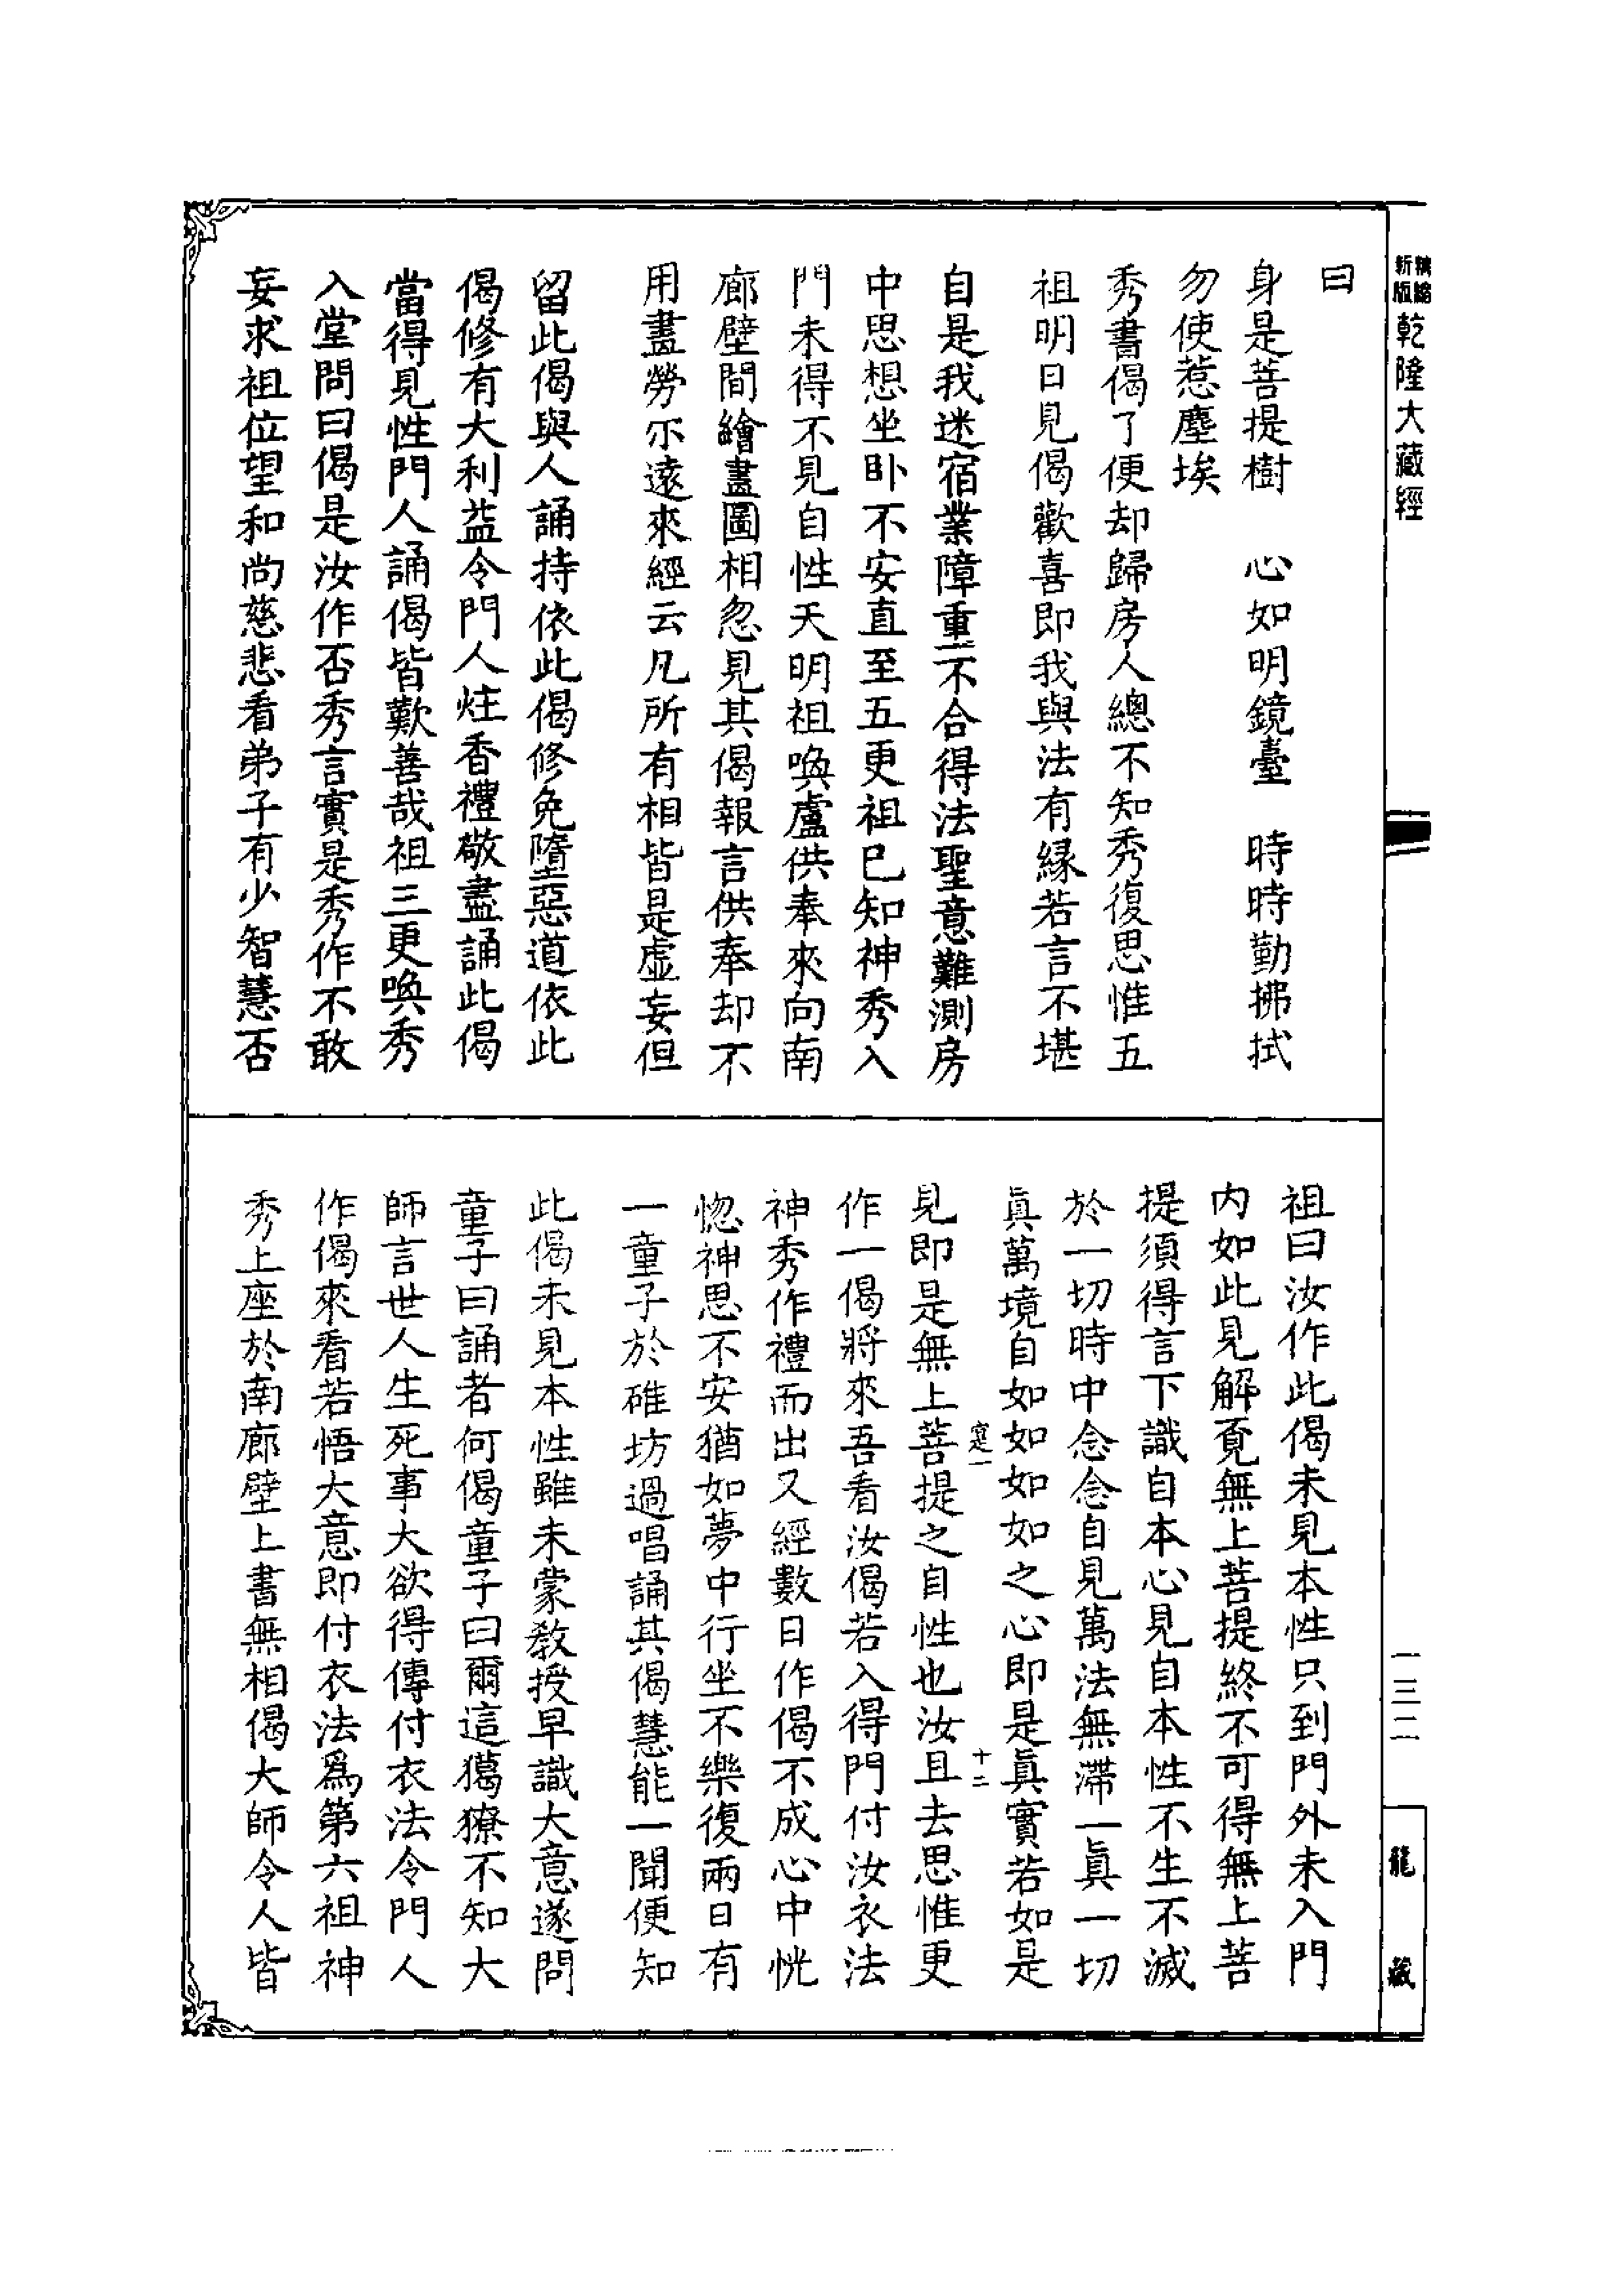 精縮
新版
乾隆大藏經
曰
身是菩提樹　心如明鏡臺　時時勤拂拭
勿使惹塵埃
秀書偈了便却歸房人總不知秀復思惟五
祖明日見偈歡喜即我與法有緣若言不堪
自是我迷宿業障重不合得法聖意難測房
中思想坐臥不安直至五更祖已知神秀入
門未得不見自性天明祖喚盧供奉來向南
廊壁間繪畫圖相忽見其偈報言供奉却不
用畫勞尔遠來經云凡所有相皆是虛妄但
留此偈與人誦持依此偈修免墮惡道依此
偈修有大利益令門人炷香禮敬盡誦此偈
當得見性門人誦偈皆歎善哉祖三更喚秀
入堂問曰偈是汝作否秀言實是秀作不敢
妄求祖位望和尚慈悲看弟子有少智慧否
祖曰汝作此偈未見本性只到門外未入門
内如此見解覓無上菩提終不可得無上菩
提須得言下識自本心見自本性不生不滅
於一切時中念念自見萬法無滯一眞一切
眞萬境自如如如如之心即是眞實若如是
十二
見即是無上菩提之自性也汝且去思惟更
作一偈將來吾看汝偈若入得門付汝衣法
神秀作禮而出又經數日作偈不成心中恍
惚神思不安猶如夢中行坐不樂復兩日有
一童子於碓坊過唱誦其偈慧能一聞便知
此偈未見本性雖未蒙教授早識大意遂問
童子曰誦者何偈童子曰爾這獦獠不知大
師言世人生死事大欲得傳付衣法令門人
作偈來看若悟大意即付衣法爲第六祖神
秀上座於南廊壁上書無相偈大師令人皆
一三二
龍藏